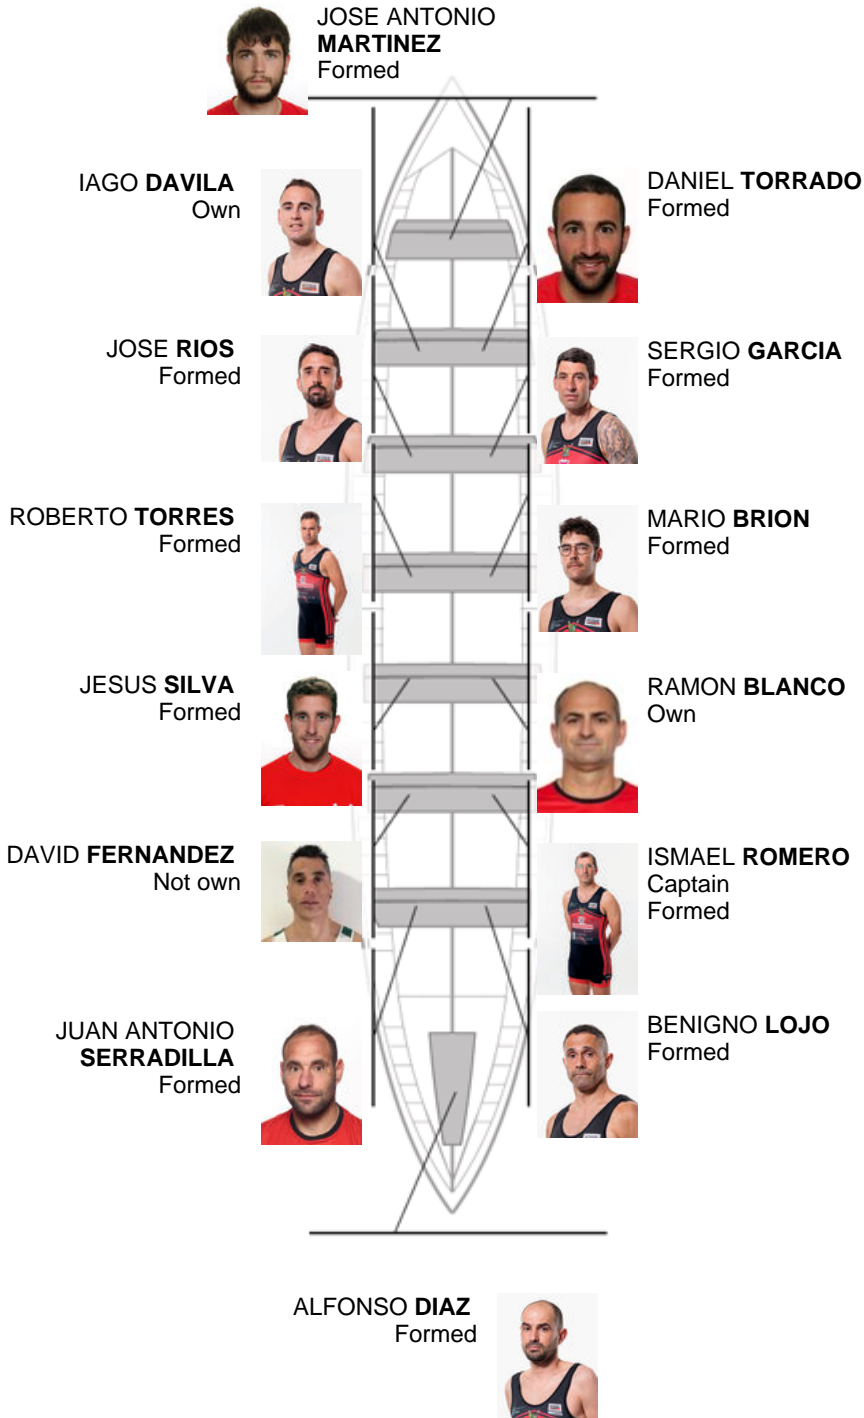 JOSE ANTONIO
MARTINEZ
Formed
IAGO DAVILA
Own
DANIEL TORRADO
Formed
JOSE RIOS
Formed
SERGIO GARCIA
Formed
ROBERTO TORRES
Formed
MARIO BRION
Formed
JESUS SILVA
Formed
RAMON BLANCO
Own
DAVID FERNANDEZ
Not own
ISMAEL ROMERO
Captain
Formed
JUAN ANTONIO
SERRADILLA
Formed
BENIGNO LOJO
Formed
ALFONSO DIAZ
Formed